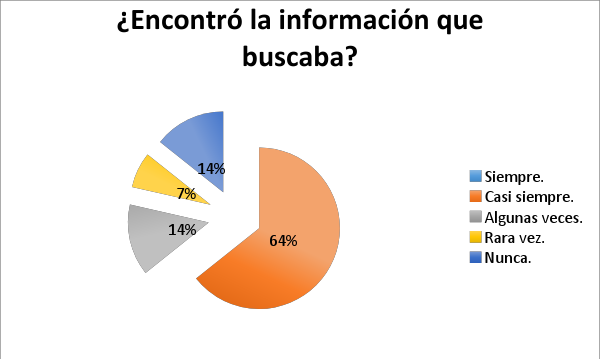 ¿Encontró la información que
buscaba?
14%
7%
14%
64%
Siempre.
Casi siempre.
Algunas veces.
Rara vez.
Nunca.